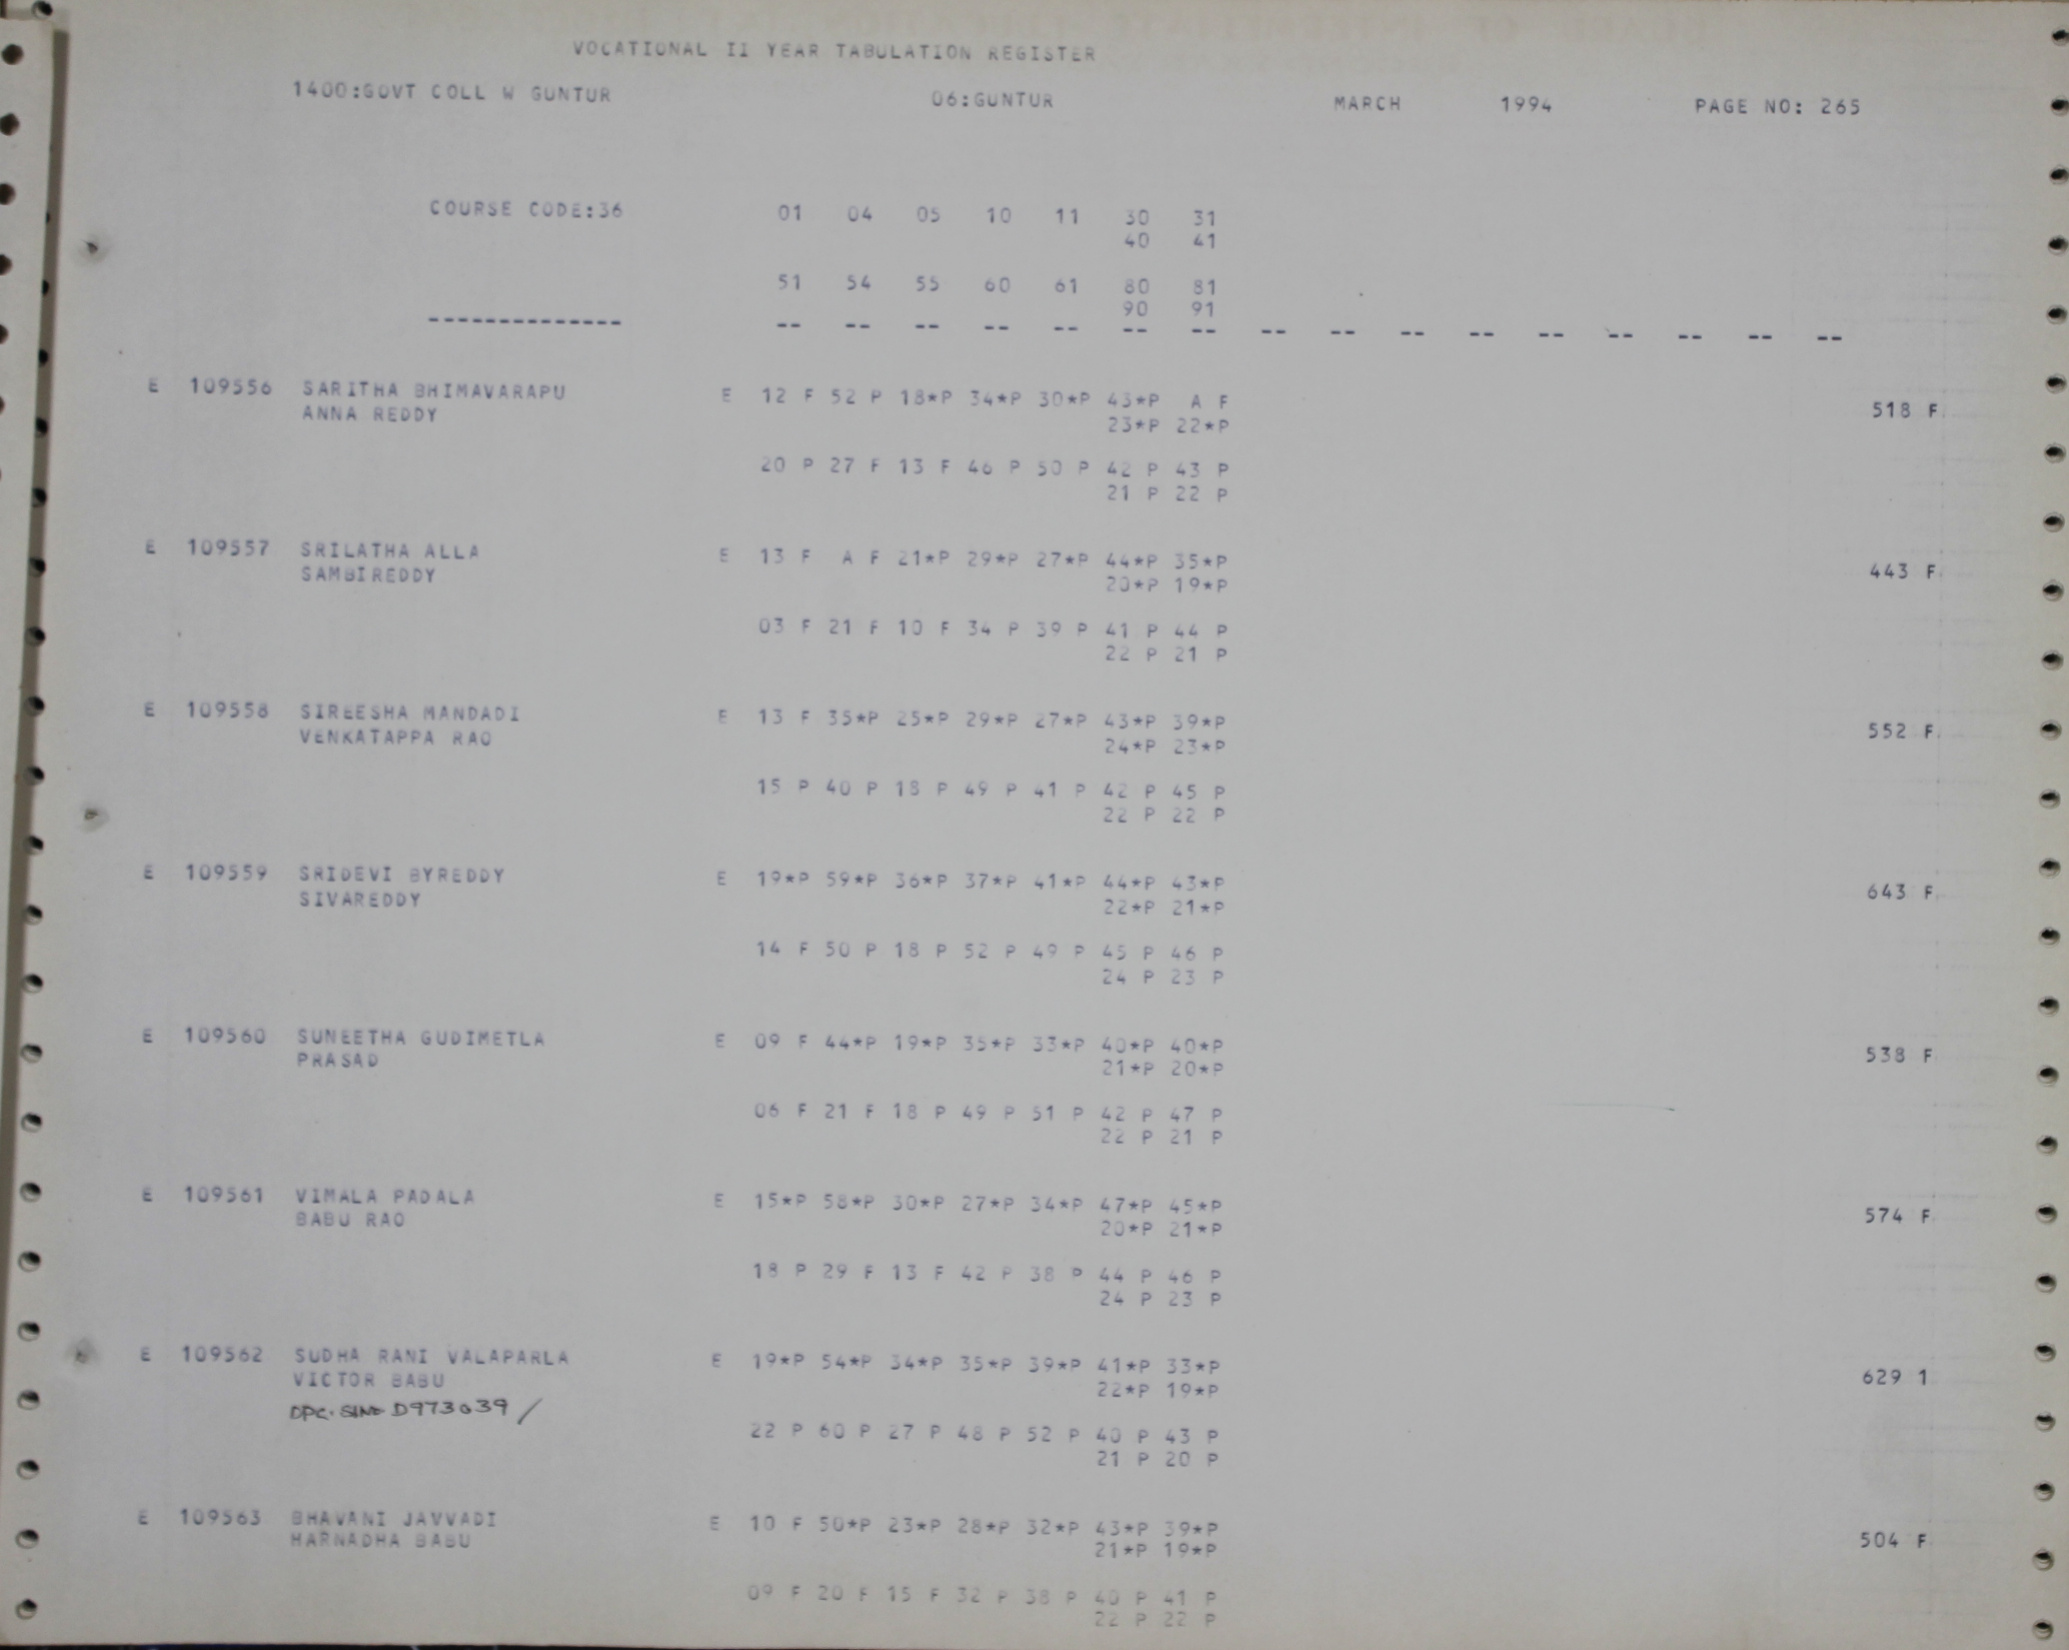 VOCATIONAL II YEAR TABULATION REGISTER
1400:GOVT COLL W GUNTUR 06:GUNTUR MARCH 1994 PAGE NO: 265
COURSE CODE:36 01 04 05 10 11 30 31
40 41
51 54 55 60 61 80 81
90 91
-------------- -- -- -- -- -- -- -- -- -- -- -- -- -- -- -- --
E 109556 SARITHA BHIMAVARAPU E 12 F 52 P 18*P 34*P 30*P 43*P A F 518 F
ANNA REDDY 23*P 22*P
20 P 27 F 13 F 46 P 50 P 42 P 43 P
21 P 22 P
E 109557 SRILATHA ALLA E 13 F A F 21*P 29*P 27*P 44*P 35*P 443 F
SAMBIREDDY 20*P 19*P
03 F 21 F 10 F 34 P 39 P 41 P 44 P
22 P 21 P
E 109558 SIREESHA MANDADI E 13 F 35*P 25*P 29*P 27*P 43*P 39*P 552 F
VENKATAPPA RAO 24*P 23*P
15 P 40 P 18 P 49 P 41 P 42 P 45 P
22 P 22 P
E 109559 SRIDEVI BYREDDY E 19*P 59*P 36*P 37*P 41*P 44*P 43*P 643 F
SIVAREDDY 22*P 21*P
14 F 50 P 18 P 52 P 49 P 45 P 46 P
24 P 23 P
E 109560 SUNEETHA GUDIMETLA E 09 F 44*P 19*P 35*P 33*P 40*P 40*P 538 F
PRASAD 21*P 20*P
06 F 21 F 18 P 49 P 51 P 42 P 47 P
22 P 21 P
E 109561 VIMALA PADALA E 15*P 58*P 30*P 27*P 34*P 47*P 45*P 574 F
BABU RAO 20*P 21*P
18 P 29 F 13 F 42 P 38 P 44 P 46 P
24 P 23 P
E 109562 SUDHA RANI VALAPARLA E 19*P 54*P 34*P 35*P 39*P 41*P 33*P 629 1
VICTOR BABU 22*P 19*P
D973039 /
22 P 60 P 27 P 48 P 52 P 40 P 43 P
21 P 20 P
E 109563 BHAVANI JAVVADI E 10 F 50*P 23*P 28*P 32*P 43*P 39*P 504 F
HARNADHA BABU 21*P 19*P
09 F 20 F 15 F 32 P 38 P 40 P 41 P
22 P 22 P